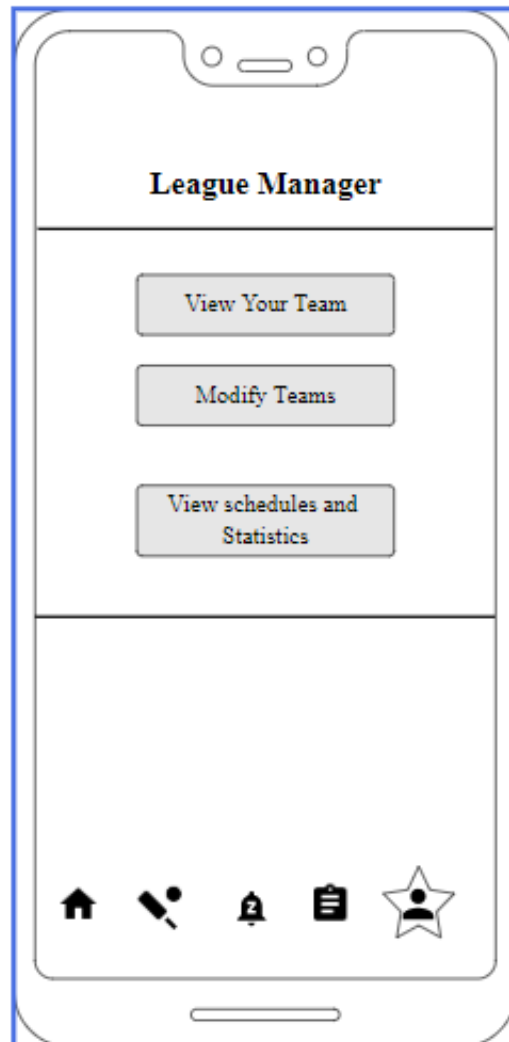 League Manager
View Your Team
Modify Teams
View schedules and
Statistics
z